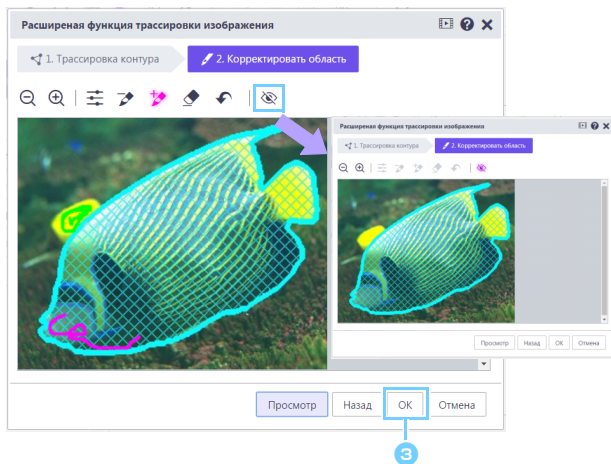 Расширеная функция трассировки изображения
1. Трассировка контура
2. Корректировать область
Расширеная функция трассировки изображения
1. Трассировка контура
2. Корректировать область
Просмотр
Назад
OK
Отмена
Просмотр
Назад
OK
Отмена
3